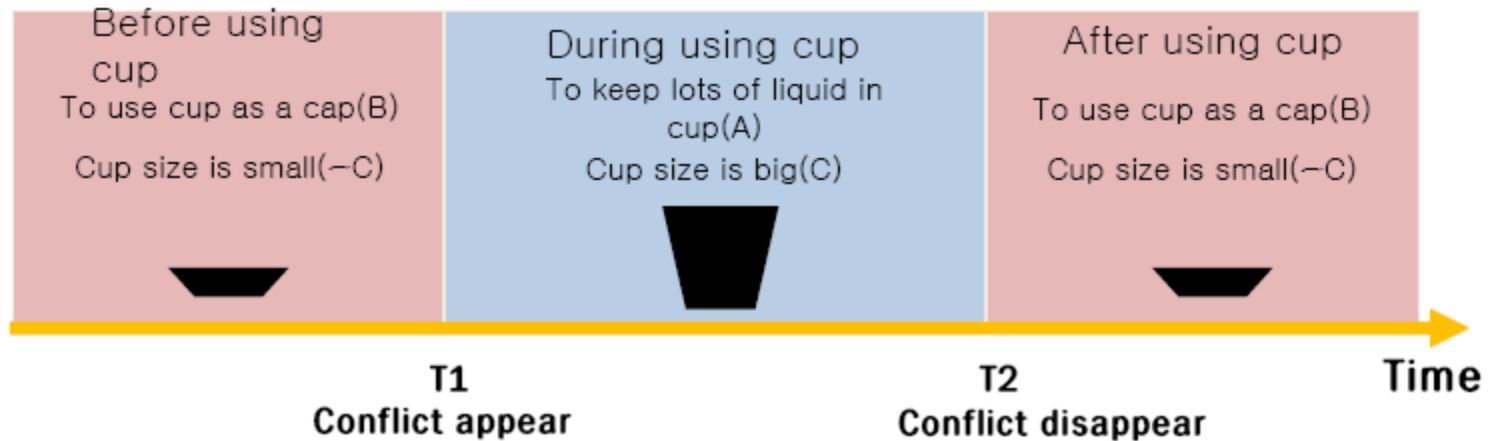 Before using
cup
To use cup as a cap(B)
Cup size is small(-C)
During using cup
To keep lots of liquid in
cup(A)
Cup size is big(C)
After using cup
To use cup as a cap(B)
Cup size is small(-C)
T1
Conflict appear
T2
Conflict disappear
Time